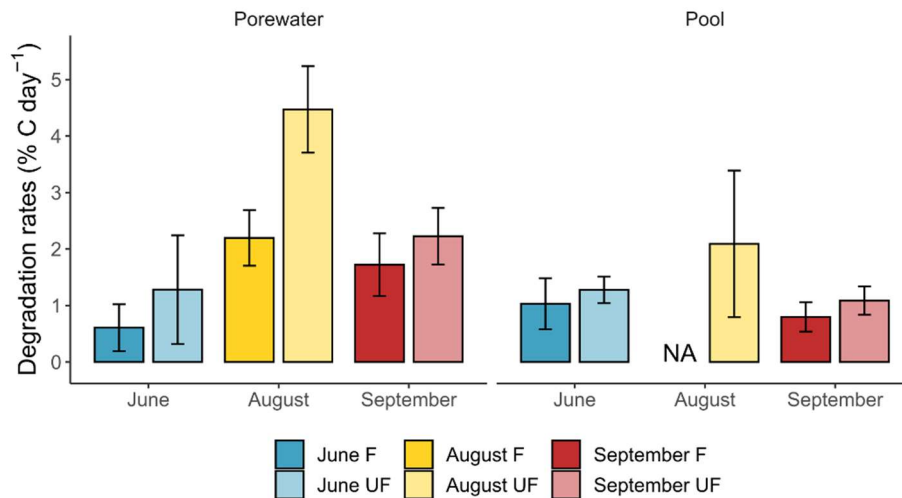 Porewater
Pool
Degradation rates (% C day⁻¹)
5
4
3
2
1
0
NA
June
August
September
June
August
September
June F
August F
September F
June UF
August UF
September UF